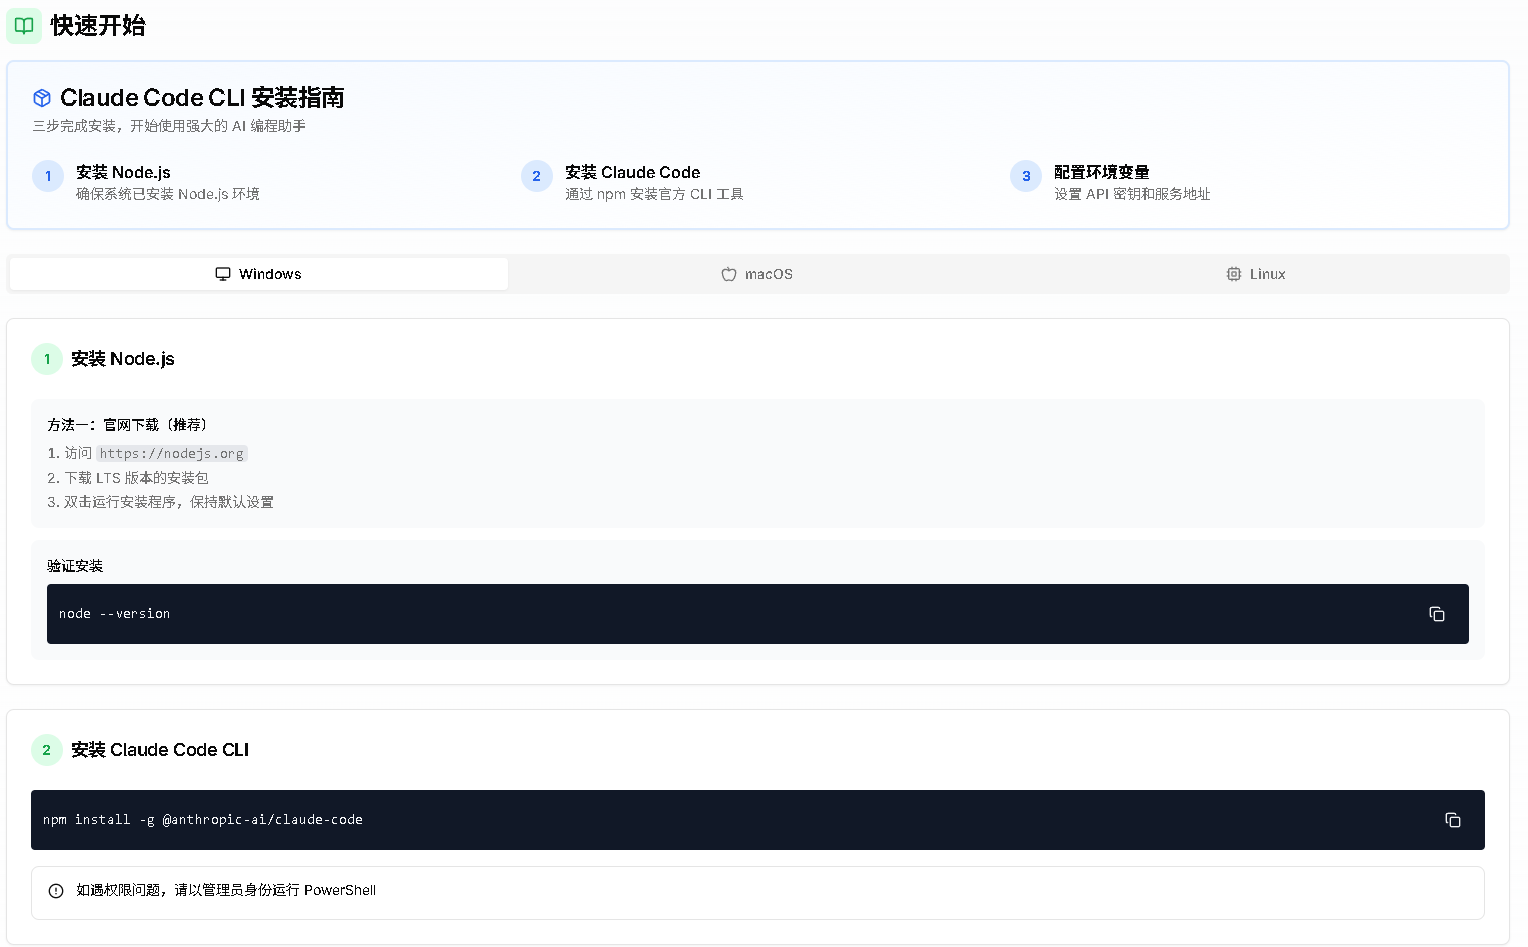 快速开始
Claude Code CLI 安装指南
三步完成安装，开始使用强大的 AI 编程助手
1 安装 Node.js
确保系统已安装 Node.js 环境
2 安装 Claude Code
通过 npm 安装官方 CLI 工具
3 配置环境变量
设置 API 密钥和服务地址
Windows macOS Linux
1 安装 Node.js
方法一：官网下载（推荐）
1. 访问 https://nodejs.org
2. 下载 LTS 版本的安装包
3. 双击运行安装程序，保持默认设置
验证安装
node --version
2 安装 Claude Code CLI
npm install -g @anthropic-ai/claude-code
如遇权限问题，请以管理员身份运行 PowerShell